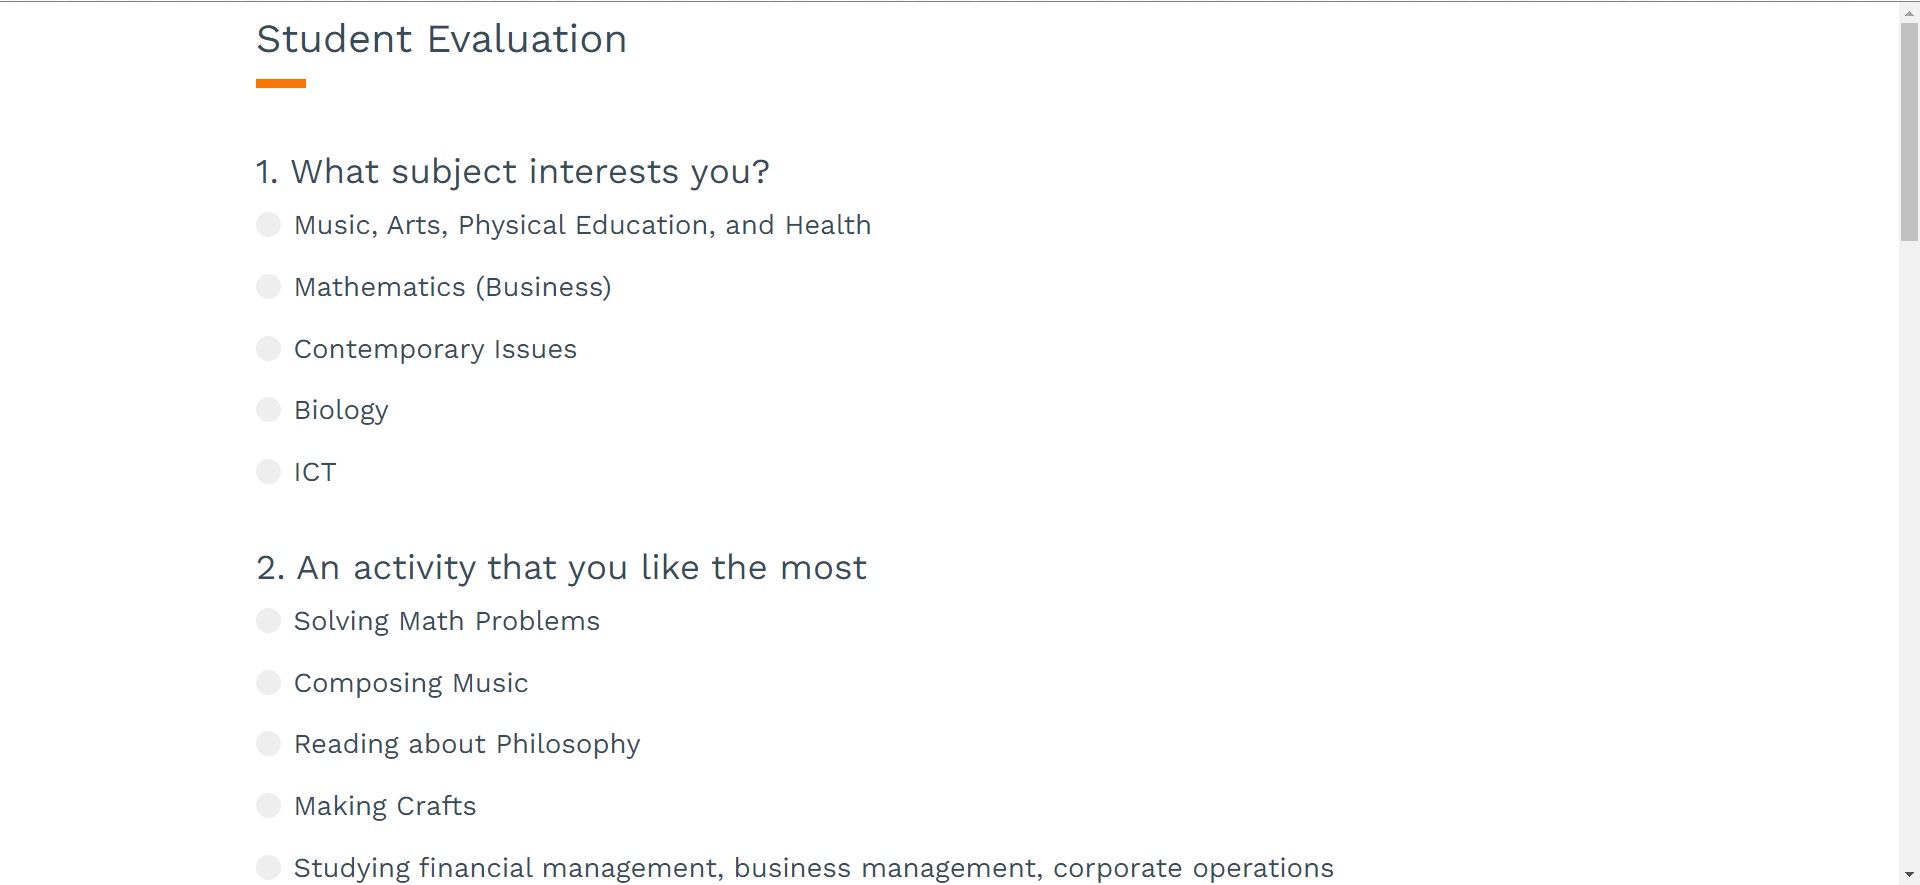 Student Evaluation
1. What subject interests you?
Music, Arts, Physical Education, and Health
Mathematics (Business)
Contemporary Issues
Biology
ICT
2. An activity that you like the most
Solving Math Problems
Composing Music
Reading about Philosophy
Making Crafts
Studying financial management, business management, corporate operations